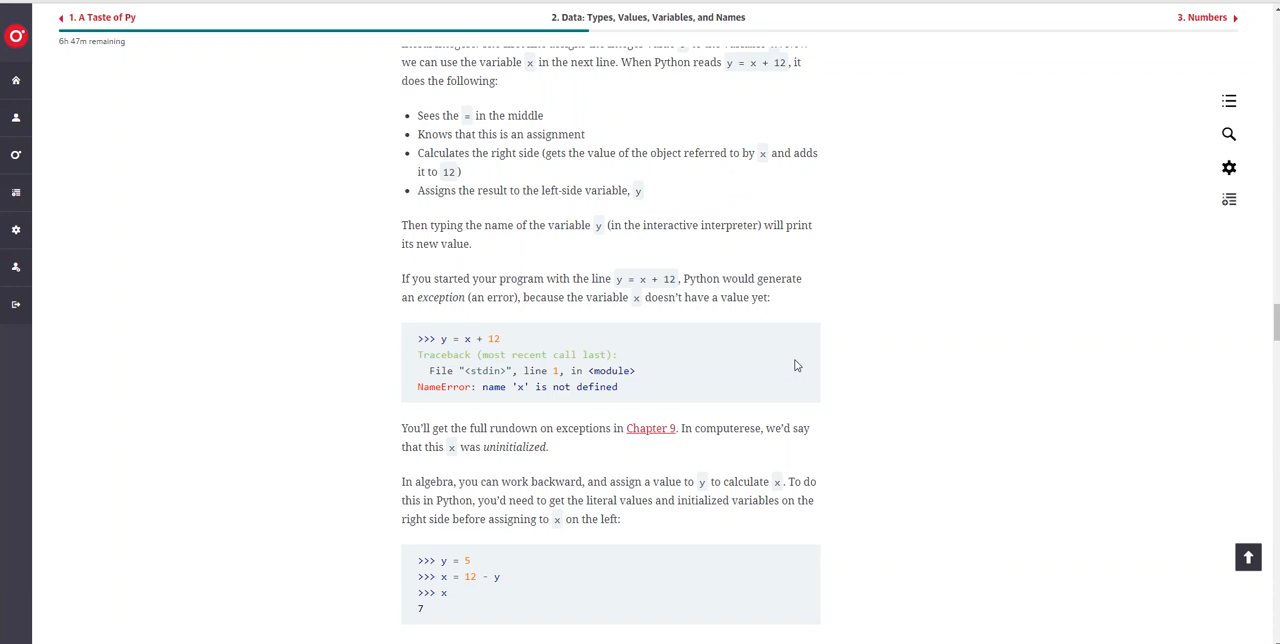 1. A Taste of Py
2. Data: Types, Values, Variables, and Names
3. Numbers
6h 47m remaining
we can use the variable x in the next line. When Python reads y = x + 12, it
does the following:
Sees the = in the middle
Knows that this is an assignment
Calculates the right side (gets the value of the object referred to by x and adds
it to 12)
Assigns the result to the left-side variable, y
Then typing the name of the variable y (in the interactive interpreter) will print
its new value.
If you started your program with the line y = x + 12, Python would generate
an exception (an error), because the variable x doesn't have a value yet:
>>> y = x + 12
Traceback (most recent call last):
File "<stdin>", line 1, in <module>
NameError: name 'x' is not defined
You'll get the full rundown on exceptions in Chapter 9. In computerese, we'd say
that this x was uninitialized.
In algebra, you can work backward, and assign a value to y to calculate x. To do
this in Python, you'd need to get the literal values and initialized variables on the
right side before assigning to x on the left:
>>> y = 5
>>> x = 12 - y
>>> x
7